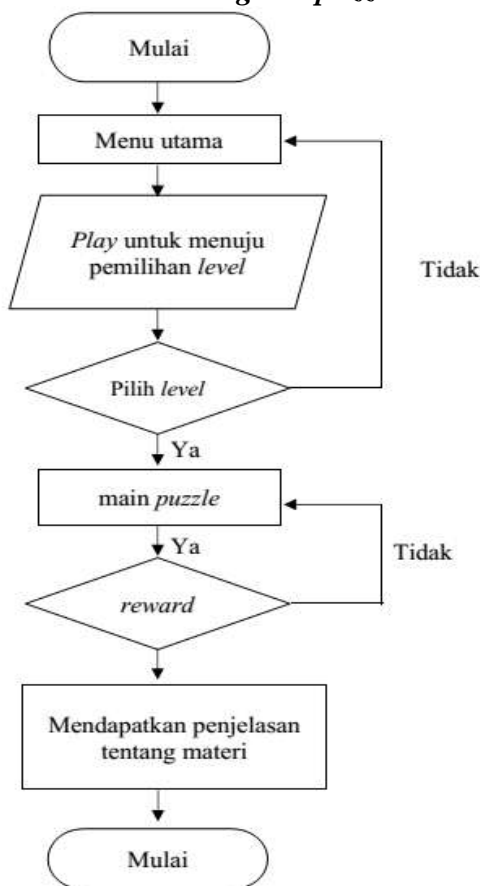 Mulai
Menu utama
Play untuk menuju
pemilihan level
Tidak
Pilih level
Ya
main puzzle
Ya
Tidak
reward
Mendapatkan penjelasan
tentang materi
Mulai